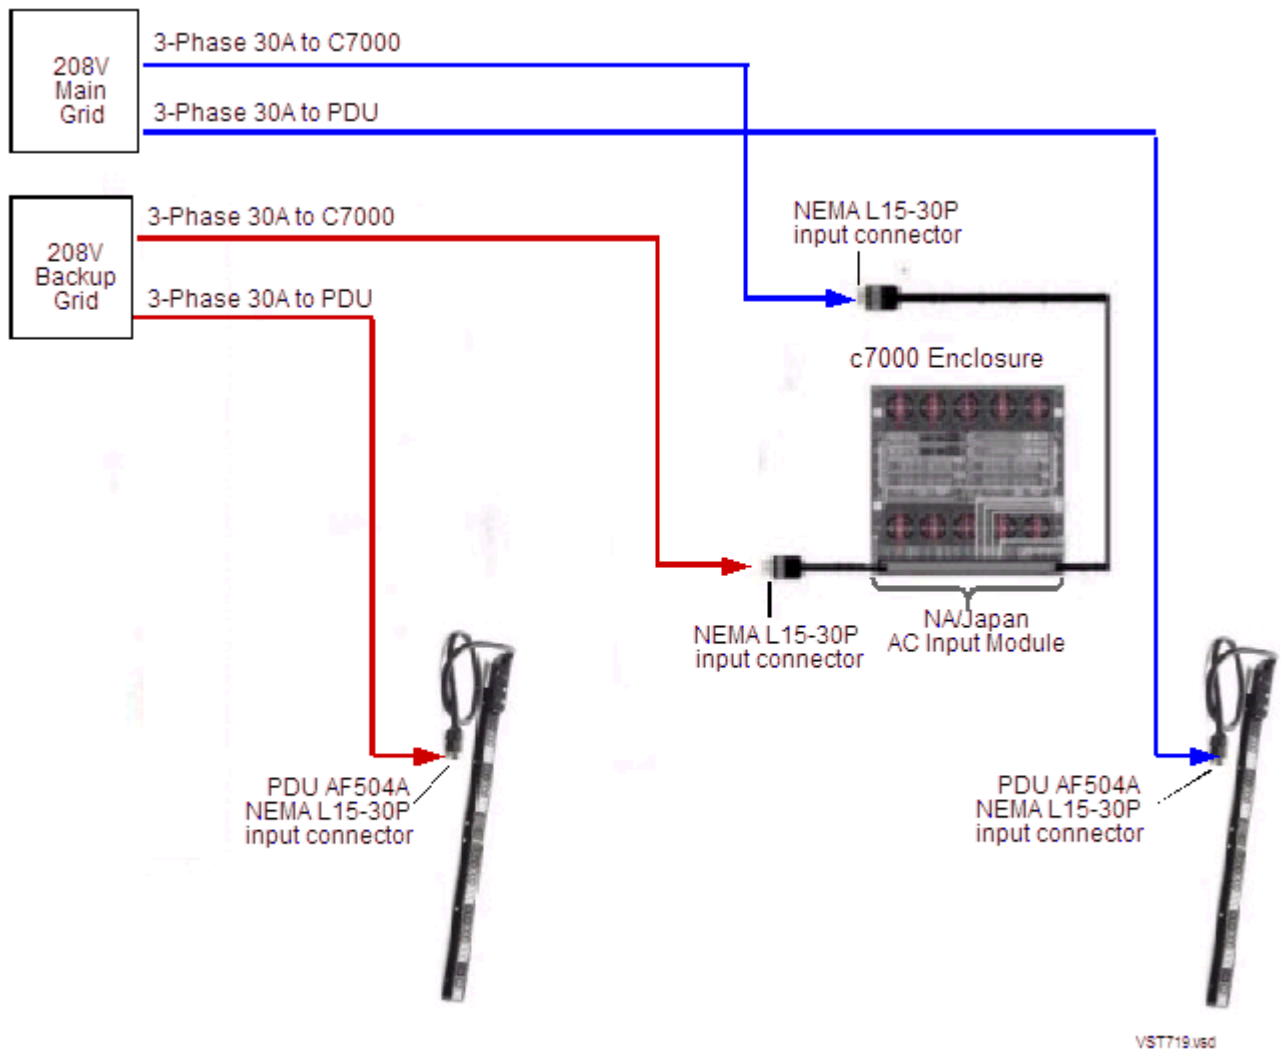 208V
Main
Grid
3-Phase 30A to C7000
3-Phase 30A to PDU
208V
Backup
Grid
3-Phase 30A to C7000
3-Phase 30A to PDU
NEMA L15-30P
input connector
c7000 Enclosure
NEMA L15-30P
input connector
NA/Japan
AC Input Module
PDU AF504A
NEMA L15-30P
input connector
PDU AF504A
NEMA L15-30P
input connector
VST719.vsd